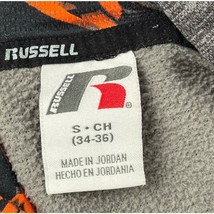 RUSSELL
RUSSELL
S • CH
(34-36)
MADE IN JORDAN
HECHO EN JORDANIA